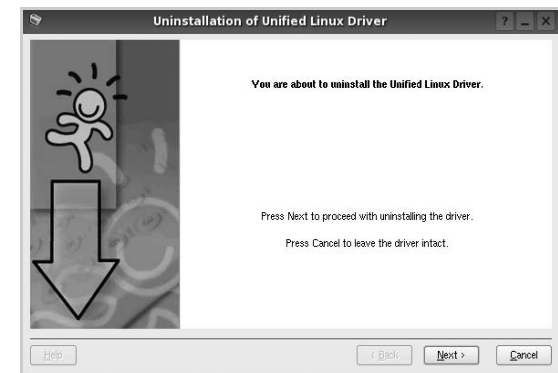 Uninstallation of Unified Linux Driver
You are about to uninstall the Unified Linux Driver.
Press Next to proceed with uninstalling the driver.
Press Cancel to leave the driver intact.
Help
< Back
Next >
Cancel